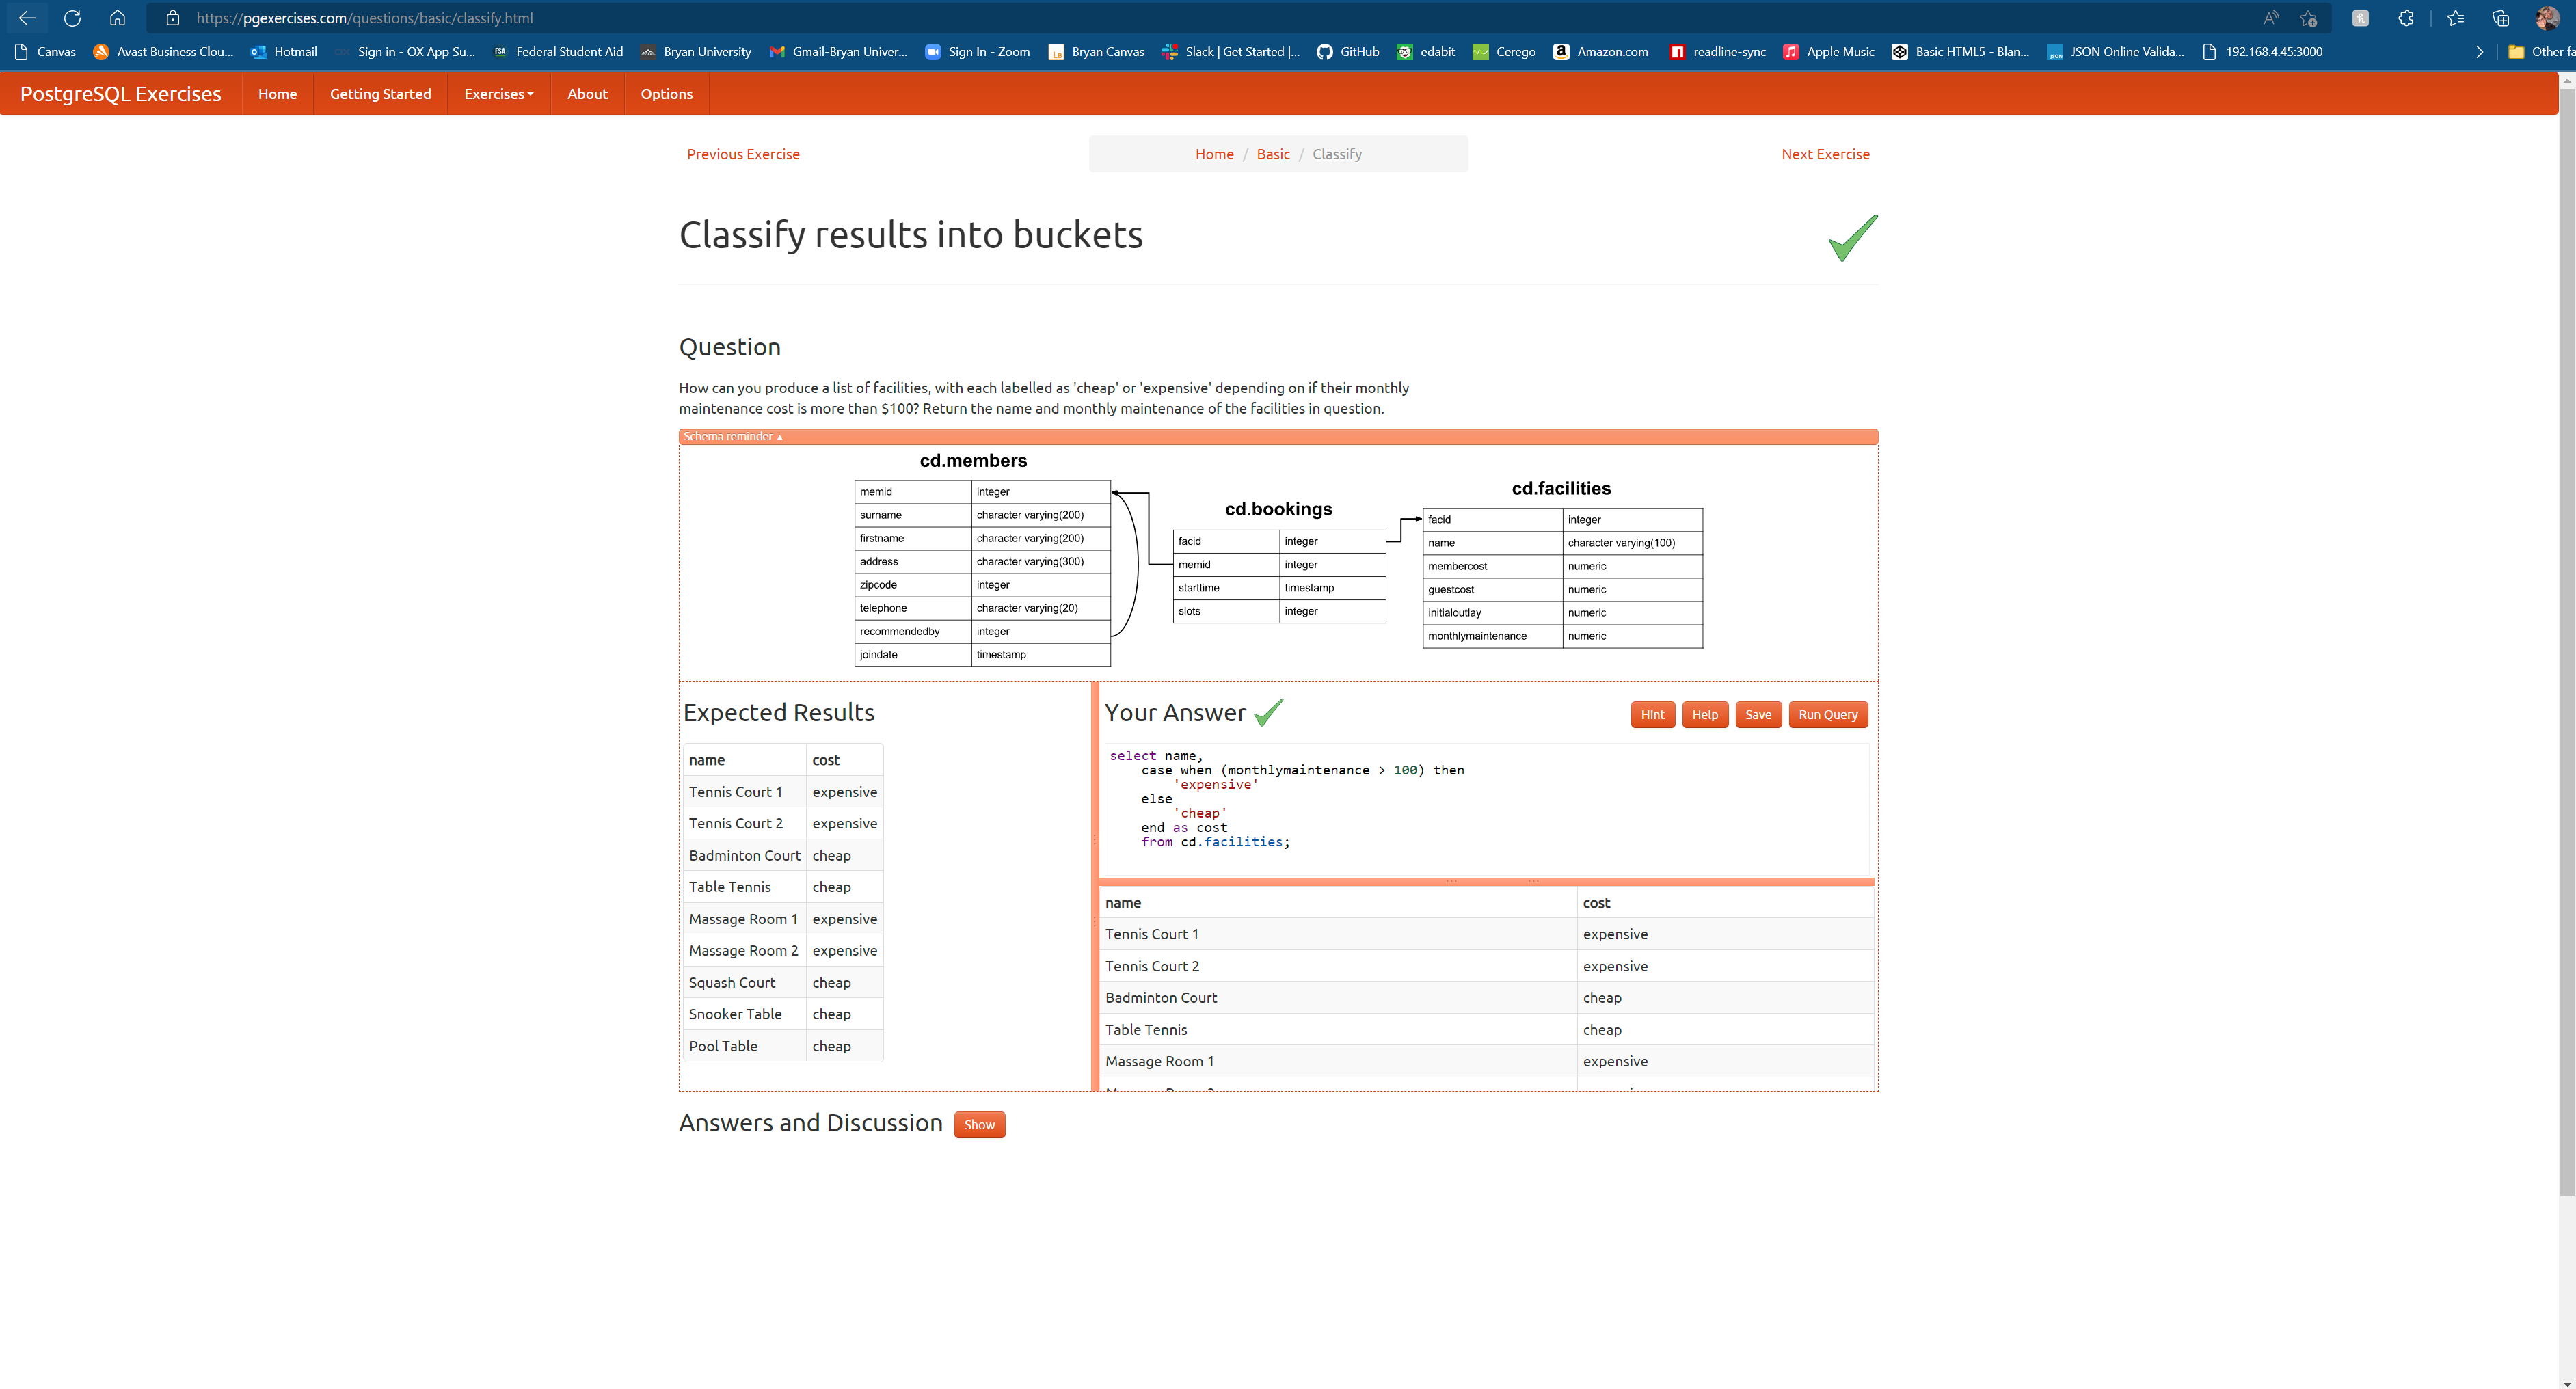 https://pgexercises.com/questions/basic/classify.html
Canvas Avast Business Clou... Hotmail Sign in - OX App Su... FSA Federal Student Aid Bryan University Gmail-Bryan Univer... Sign In - Zoom LB Bryan Canvas Slack | Get Started |... GitHub edabit Cerego Amazon.com readline-sync Apple Music Basic HTML5 - Blan... JSON Online Valida... 192.168.4.45:3000 Other fa
PostgreSQL Exercises Home Getting Started Exercises About Options
Previous Exercise Home / Basic / Classify Next Exercise
Classify results into buckets
Question
How can you produce a list of facilities, with each labelled as 'cheap' or 'expensive' depending on if their monthly
maintenance cost is more than $100? Return the name and monthly maintenance of the facilities in question.
Schema reminder ▲
cd.members
memid integer
surname character varying(200)
firstname character varying(200)
address character varying(300)
zipcode integer
telephone character varying(20)
recommendedby integer
joindate timestamp
cd.bookings
facid integer
memid integer
starttime timestamp
slots integer
cd.facilities
facid integer
name character varying(100)
membercost numeric
guestcost numeric
initialoutlay numeric
monthlymaintenance numeric
Expected Results
name cost
Tennis Court 1 expensive
Tennis Court 2 expensive
Badminton Court cheap
Table Tennis cheap
Massage Room 1 expensive
Massage Room 2 expensive
Squash Court cheap
Snooker Table cheap
Pool Table cheap
Your Answer
Hint Help Save Run Query
select name,
case when (monthlymaintenance > 100) then
'expensive'
else
'cheap'
end as cost
from cd.facilities;
name cost
Tennis Court 1 expensive
Tennis Court 2 expensive
Badminton Court cheap
Table Tennis cheap
Massage Room 1 expensive
Answers and Discussion Show